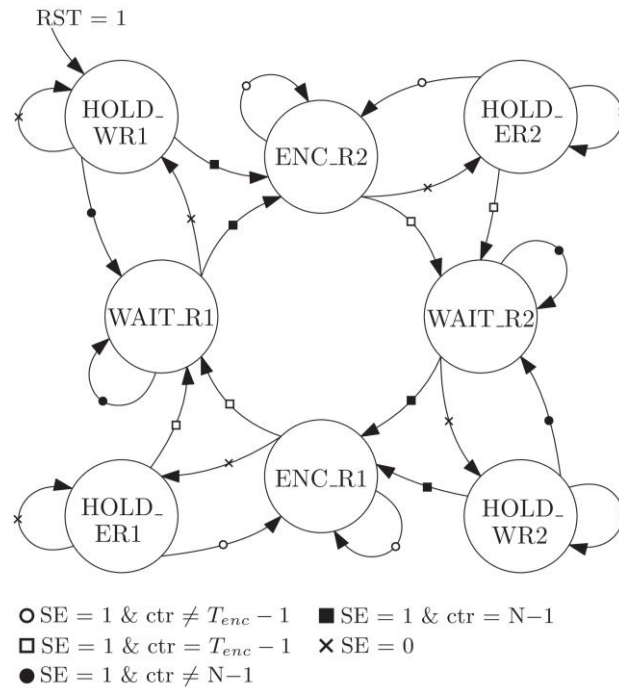 RST = 1
HOLD_
WR1
ENC_R2
HOLD_
ER2
WAIT_R1
WAIT_R2
HOLD_
ER1
ENC_R1
HOLD_
WR2
SE = 1 & ctr ≠ T_enc − 1
SE = 1 & ctr = N−1
SE = 1 & ctr = T_enc − 1
SE = 0
SE = 1 & ctr ≠ N−1